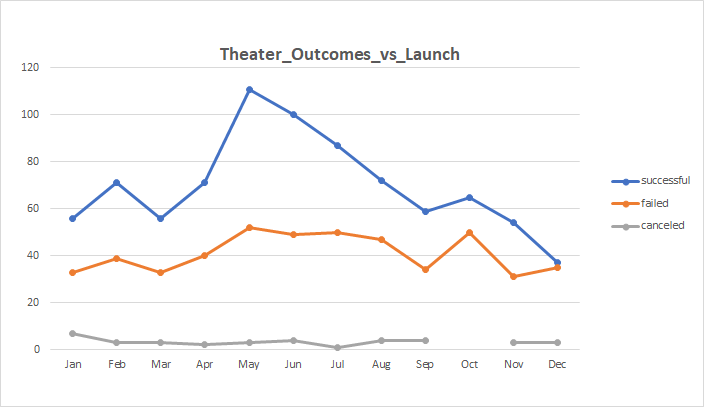 Theater_Outcomes_vs_Launch
120
100
80
60
40
20
0
Jan Feb Mar Apr May Jun Jul Aug Sep Oct Nov Dec
successful
failed
canceled